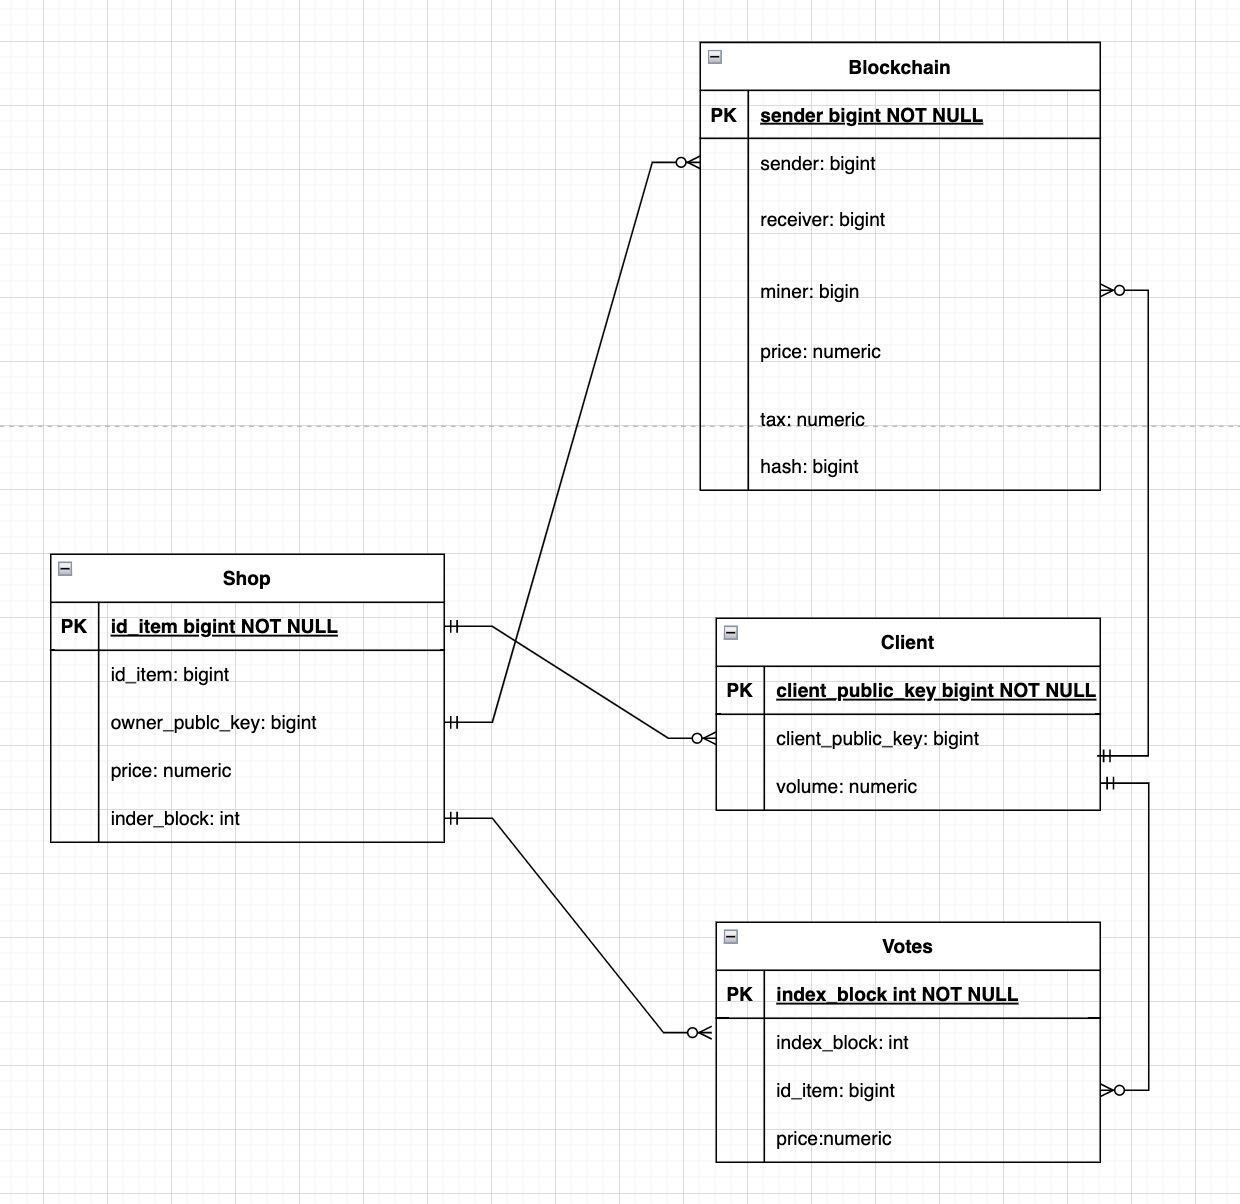 Blockchain
PK sender bigint NOT NULL
sender: bigint
receiver: bigint
miner: bigin
price: numeric
tax: numeric
hash: bigint
Shop
PK id_item bigint NOT NULL
id_item: bigint
owner_publc_key: bigint
price: numeric
inder_block: int
Client
PK client_public_key bigint NOT NULL
client_public_key: bigint
volume: numeric
Votes
PK index_block int NOT NULL
index_block: int
id_item: bigint
price:numeric